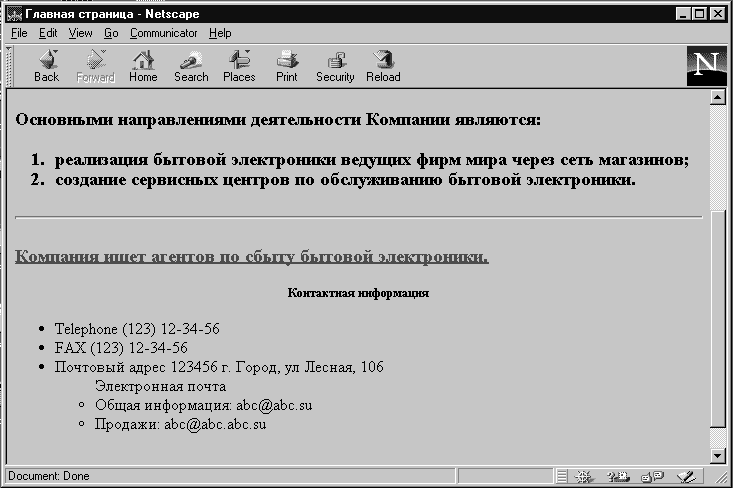 Главная страница - Netscape
File Edit View Go Communicator Help
Back Forward Home Search Places Print Security Reload
N
Основными направлениями деятельности Компании являются:
1. реализация бытовой электроники ведущих фирм мира через сеть магазинов;
2. создание сервисных центров по обслуживанию бытовой электроники.
Компания ищет агентов по сбыту бытовой электроники.
Контактная информация
• Telephone (123) 12-34-56
• FAX (123) 12-34-56
• Почтовый адрес 123456 г. Город, ул Лесная, 106
Электронная почта
○ Общая информация: abc@abc.su
○ Продажи: abc@abc.abc.su
Document: Done